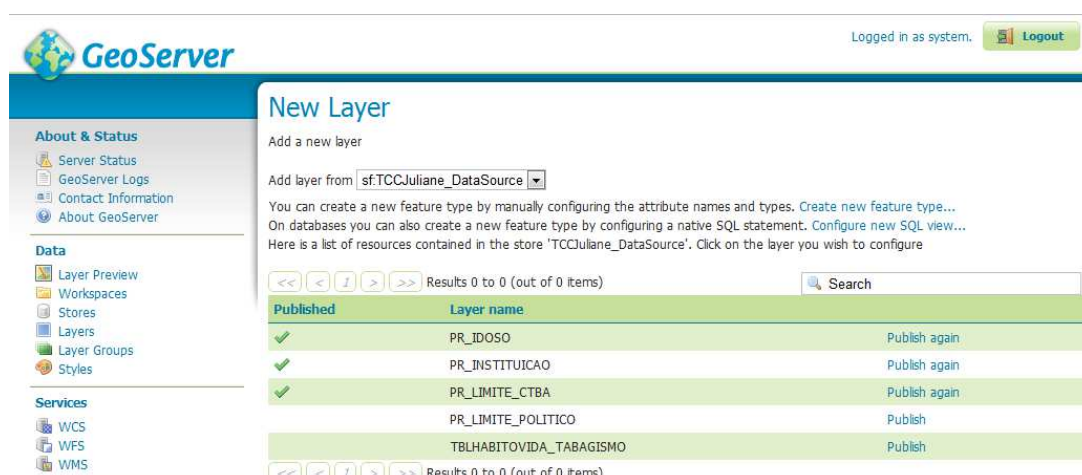 GeoServer
Logged in as system.
Logout
About & Status
Server Status
GeoServer Logs
Contact Information
About GeoServer
Data
Layer Preview
Workspaces
Stores
Layers
Layer Groups
Styles
Services
WCS
WFS
WMS
New Layer
Add a new layer
Add layer from sf:TCCJuliane_DataSource
You can create a new feature type by manually configuring the attribute names and types. Create new feature type...
On databases you can also create a new feature type by configuring a native SQL statement. Configure new SQL view...
Here is a list of resources contained in the store 'TCCJuliane_DataSource'. Click on the layer you wish to configure
<< < 1 > >> Results 0 to 0 (out of 0 items) Search
Published Layer name
PR_IDOSO Publish again
PR_INSTITUICAO Publish again
PR_LIMITE_CTBA Publish again
PR_LIMITE_POLITICO Publish
TBLHABITOVIDA_TABAGISMO Publish
<< < 1 > >> Results 0 to 0 (out of 0 items)